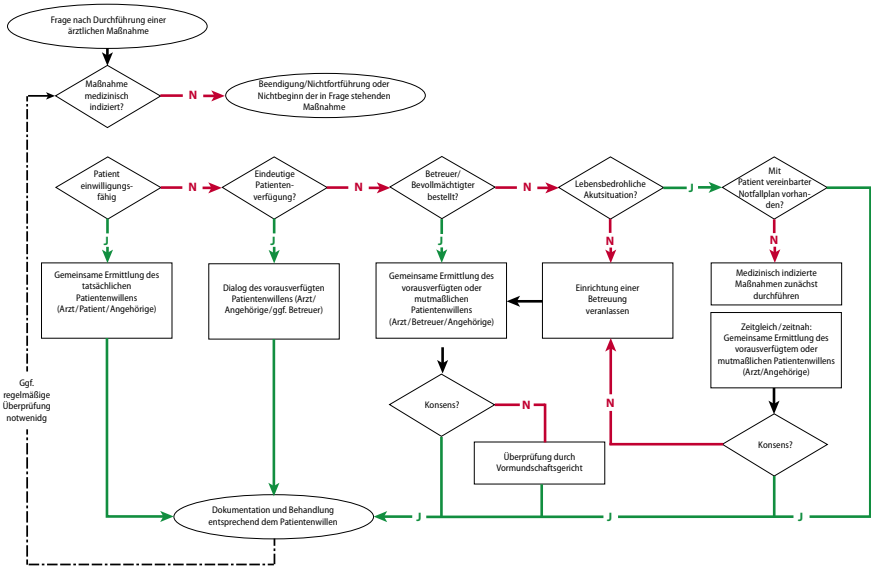 Frage nach Durchführung einer
ärztlichen Maßnahme
Maßnahme
medizinisch
indiziert?
N
Beendigung/Nichtfortführung oder
Nichtbeginn der in Frage stehenden
Maßnahme
Patient
einwilligungs-
fähig
N
Eindeutige
Patienten-
verfügung?
N
Betreuer/
Bevollmächtigter
bestellt?
N
Lebensbedrohliche
Akutsituation?
J
Mit
Patient vereinbarter
Notfallplan vorhan-
den?
J
J
J
N
N
Gemeinsame Ermittlung des
tatsächlichen
Patientenwillens
(Arzt/Patient/Angehörige)
Dialog des vorausverfügten
Patientenwillens (Arzt/
Angehörige/ggf. Betreuer)
Gemeinsame Ermittlung des
vorausverfügten oder
mutmaßlichen
Patientenwillens
(Arzt/Betreuer/Angehörige)
Einrichtung einer
Betreuung
veranlassen
Medizinisch indizierte
Maßnahmen zunächst
durchführen
Zeitgleich/zeitnah:
Gemeinsame Ermittlung des
vorausverfügtem oder
mutmaßlichen Patientenwillens
(Arzt/Angehörige)
Ggf.
regelmäßige
Überprüfung
notwenidg
Konsens?
N
N
Konsens?
Überprüfung durch
Vormundschaftsgericht
Dokumentation und Behandlung
entsprechend dem Patientenwillen
J
J
J